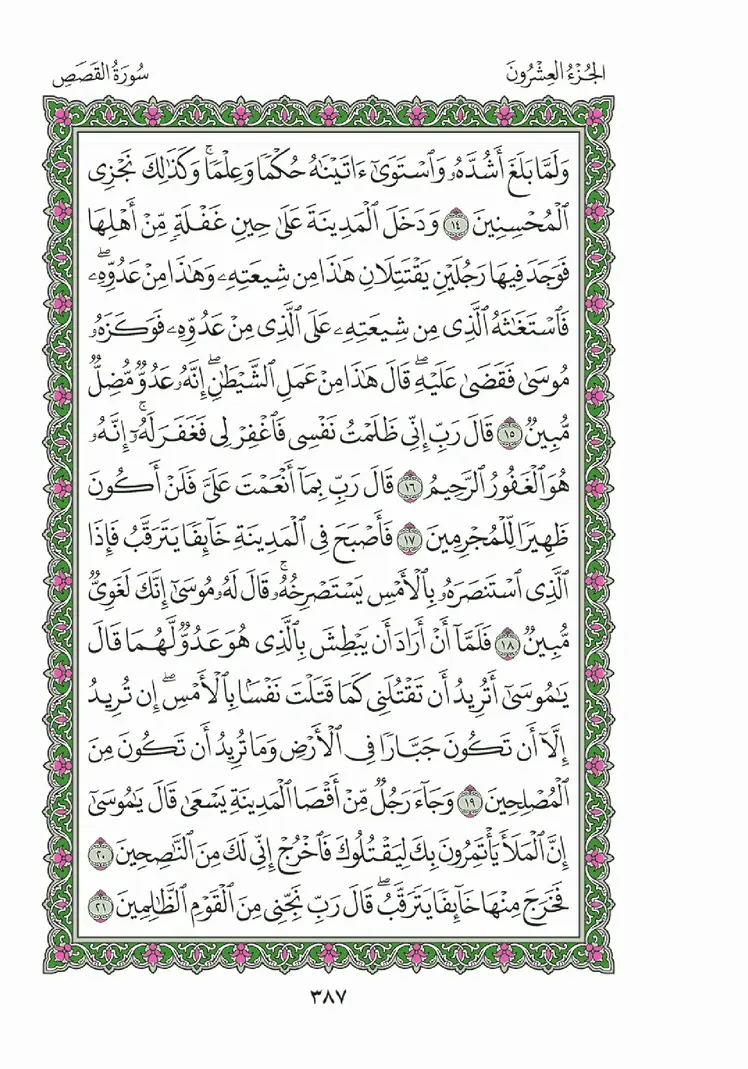 الجُزْءُ العِشْرُونَ
سُورَةُ القَصَصِ
وَلَمَّا بَلَغَ أَشُدَّهُۥ وَٱسْتَوَىٰٓ ءَاتَيْنَٰهُ حُكْمًا وَعِلْمًاۚ وَكَذَٰلِكَ نَجْزِى
ٱلْمُحْسِنِينَ ١٤ وَدَخَلَ ٱلْمَدِينَةَ عَلَىٰ حِينِ غَفْلَةٍ مِّنْ أَهْلِهَا
فَوَجَدَ فِيهَا رَجُلَيْنِ يَقْتَتِلَانِ هَٰذَا مِن شِيعَتِهِۦ وَهَٰذَا مِنْ عَدُوِّهِۦۖ
فَٱسْتَغَٰثَهُ ٱلَّذِى مِن شِيعَتِهِۦ عَلَى ٱلَّذِى مِنْ عَدُوِّهِۦ فَوَكَزَهُۥ
مُوسَىٰ فَقَضَىٰ عَلَيْهِۖ قَالَ هَٰذَا مِنْ عَمَلِ ٱلشَّيْطَٰنِۖ إِنَّهُۥ عَدُوٌّ مُّضِلٌّ
مُّبِينٌ ١٥ قَالَ رَبِّ إِنِّى ظَلَمْتُ نَفْسِى فَٱغْفِرْ لِى فَغَفَرَ لَهُۥٓۚ إِنَّهُۥ
هُوَ ٱلْغَفُورُ ٱلرَّحِيمُ ١٦ قَالَ رَبِّ بِمَآ أَنْعَمْتَ عَلَىَّ فَلَنْ أَكُونَ
ظَهِيرًا لِّلْمُجْرِمِينَ ١٧ فَأَصْبَحَ فِى ٱلْمَدِينَةِ خَآئِفًا يَتَرَقَّبُ فَإِذَا
ٱلَّذِى ٱسْتَنصَرَهُۥ بِٱلْأَمْسِ يَسْتَصْرِخُهُۥۚ قَالَ لَهُۥ مُوسَىٰٓ إِنَّكَ لَغَوِىٌّ
مُّبِينٌ ١٨ فَلَمَّآ أَنْ أَرَادَ أَن يَبْطِشَ بِٱلَّذِى هُوَ عَدُوٌّ لَّهُمَا قَالَ
يَٰمُوسَىٰٓ أَتُرِيدُ أَن تَقْتُلَنِى كَمَا قَتَلْتَ نَفْسًۢا بِٱلْأَمْسِۖ إِن تُرِيدُ
إِلَّآ أَن تَكُونَ جَبَّارًا فِى ٱلْأَرْضِ وَمَا تُرِيدُ أَن تَكُونَ مِنَ
ٱلْمُصْلِحِينَ ١٩ وَجَآءَ رَجُلٌ مِّنْ أَقْصَا ٱلْمَدِينَةِ يَسْعَىٰ قَالَ يَٰمُوسَىٰٓ
إِنَّ ٱلْمَلَأَ يَأْتَمِرُونَ بِكَ لِيَقْتُلُوكَ فَٱخْرُجْ إِنِّى لَكَ مِنَ ٱلنَّٰصِحِينَ ٢٠
فَخَرَجَ مِنْهَا خَآئِفًا يَتَرَقَّبُۖ قَالَ رَبِّ نَجِّنِى مِنَ ٱلْقَوْمِ ٱلظَّٰلِمِينَ ٢١
٣٨٧